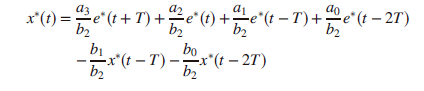 x*(t) = a₃/b₂ e*(t + T) + a₂/b₂ e*(t) + a₁/b₂ e*(t − T) + a₀/b₂ e*(t − 2T)
− b₁/b₂ x*(t − T) − b₀/b₂ x*(t − 2T)